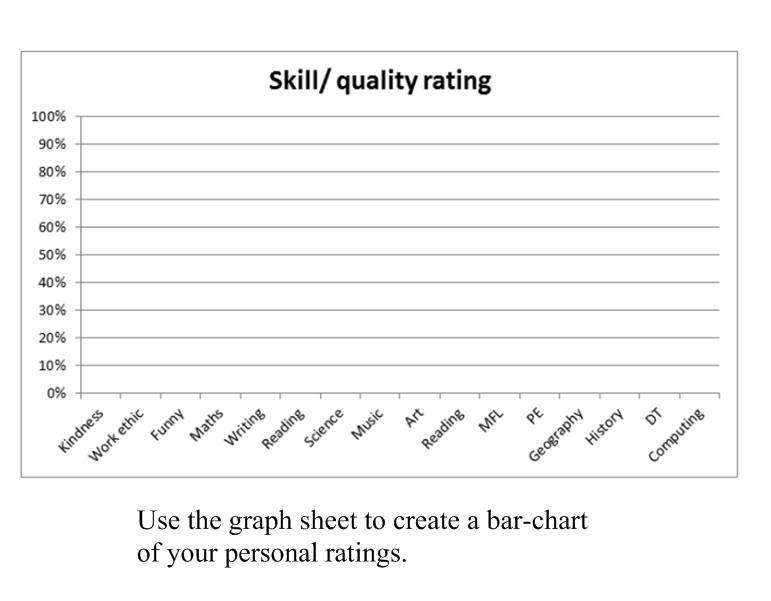 Skill/ quality rating
100%
90%
80%
70%
60%
50%
40%
30%
20%
10%
0%
Kindness
Work ethic
Funny
Maths
Writing
Reading
Science
Music
Art
Reading
MFL
PE
Geography
History
DT
Computing
Use the graph sheet to create a bar-chart
of your personal ratings.